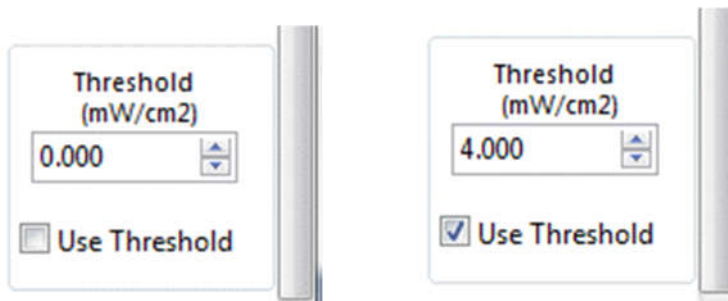 Threshold
(mW/cm2)
0.000
Use Threshold
Threshold
(mW/cm2)
4.000
Use Threshold